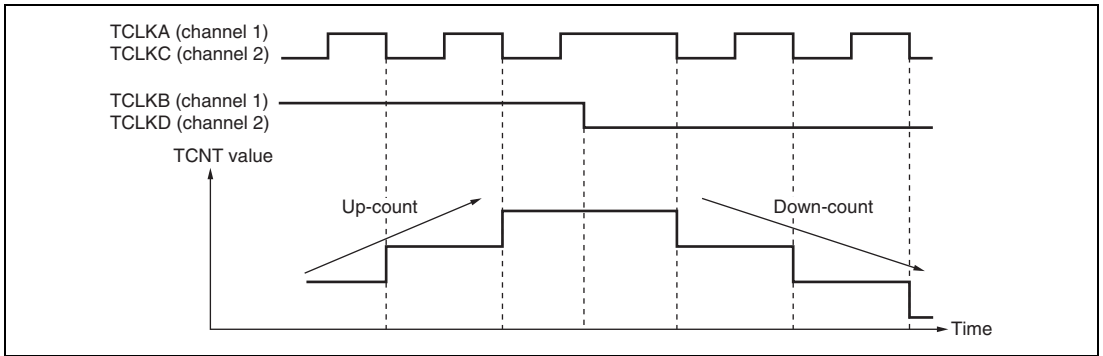 TCLKA (channel 1)
TCLKC (channel 2)
TCLKB (channel 1)
TCLKD (channel 2)
TCNT value
Up-count
Down-count
Time